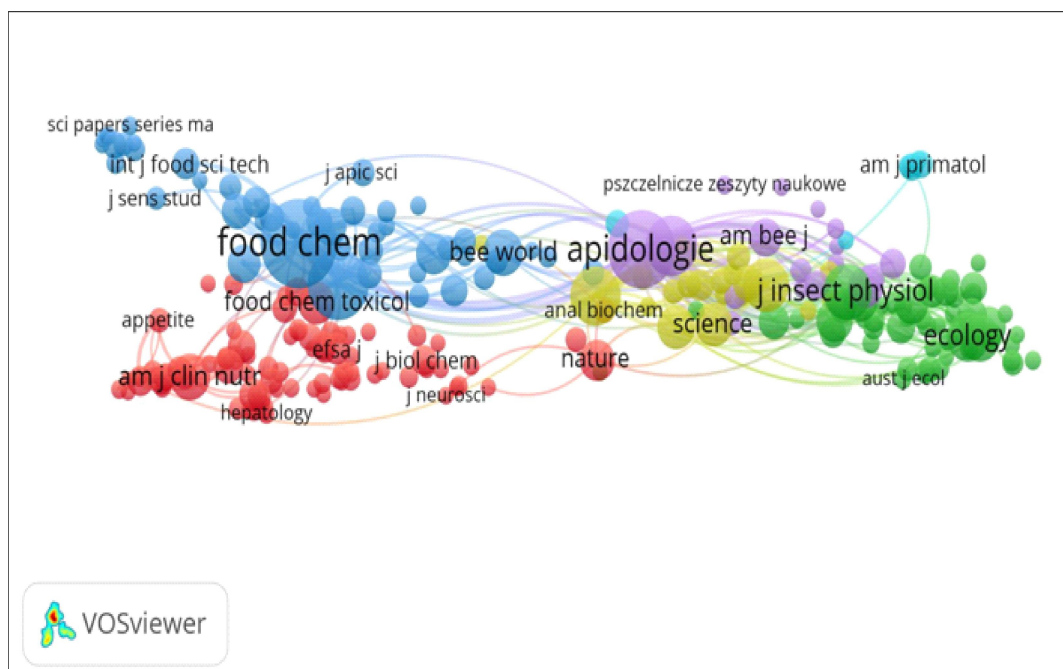 sci papers series ma
int j food sci tech
j apic sci
am j primatol
j sens stud
pszczelnicze zeszyty naukowe
food chem
bee world
apidologie
am bee j
food chem toxicol
anal biochem
j insect physiol
appetite
science
ecology
efsa j
j biol chem
nature
am j clin nutr
aust j ecol
j neurosci
hepatology
VOSviewer